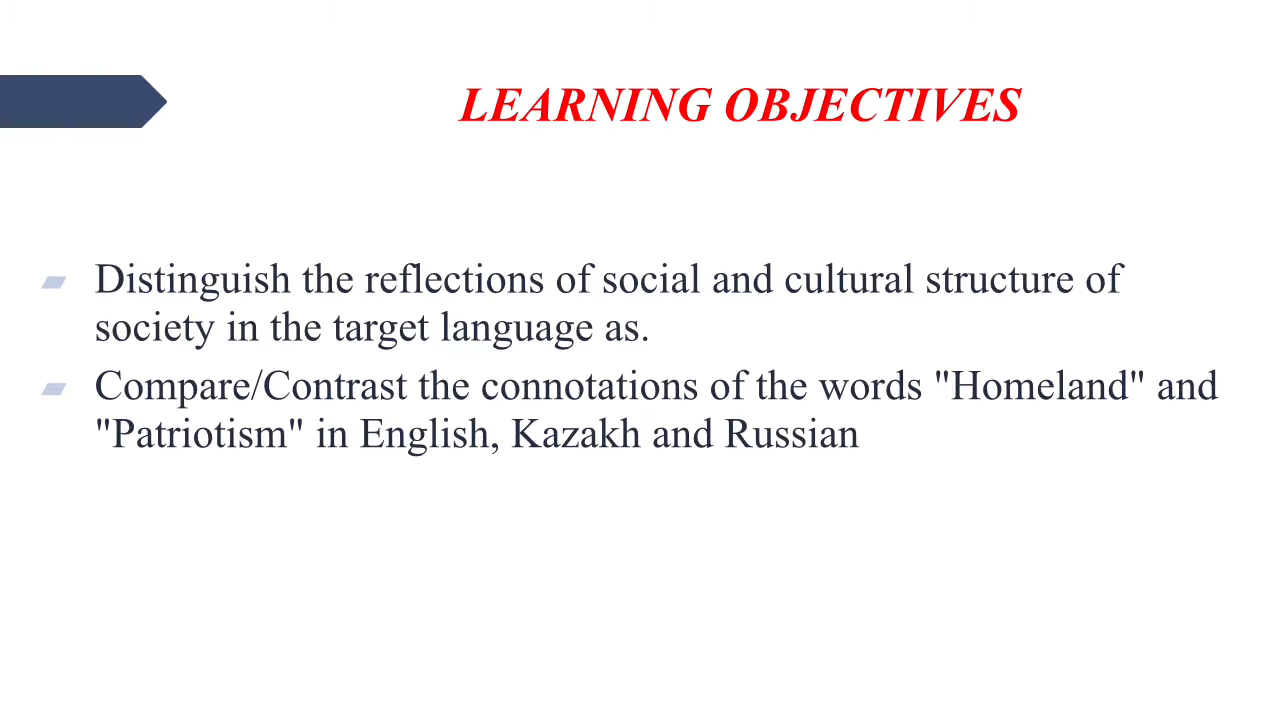 LEARNING OBJECTIVES
Distinguish the reflections of social and cultural structure of
society in the target language as.
Compare/Contrast the connotations of the words "Homeland" and
"Patriotism" in English, Kazakh and Russian